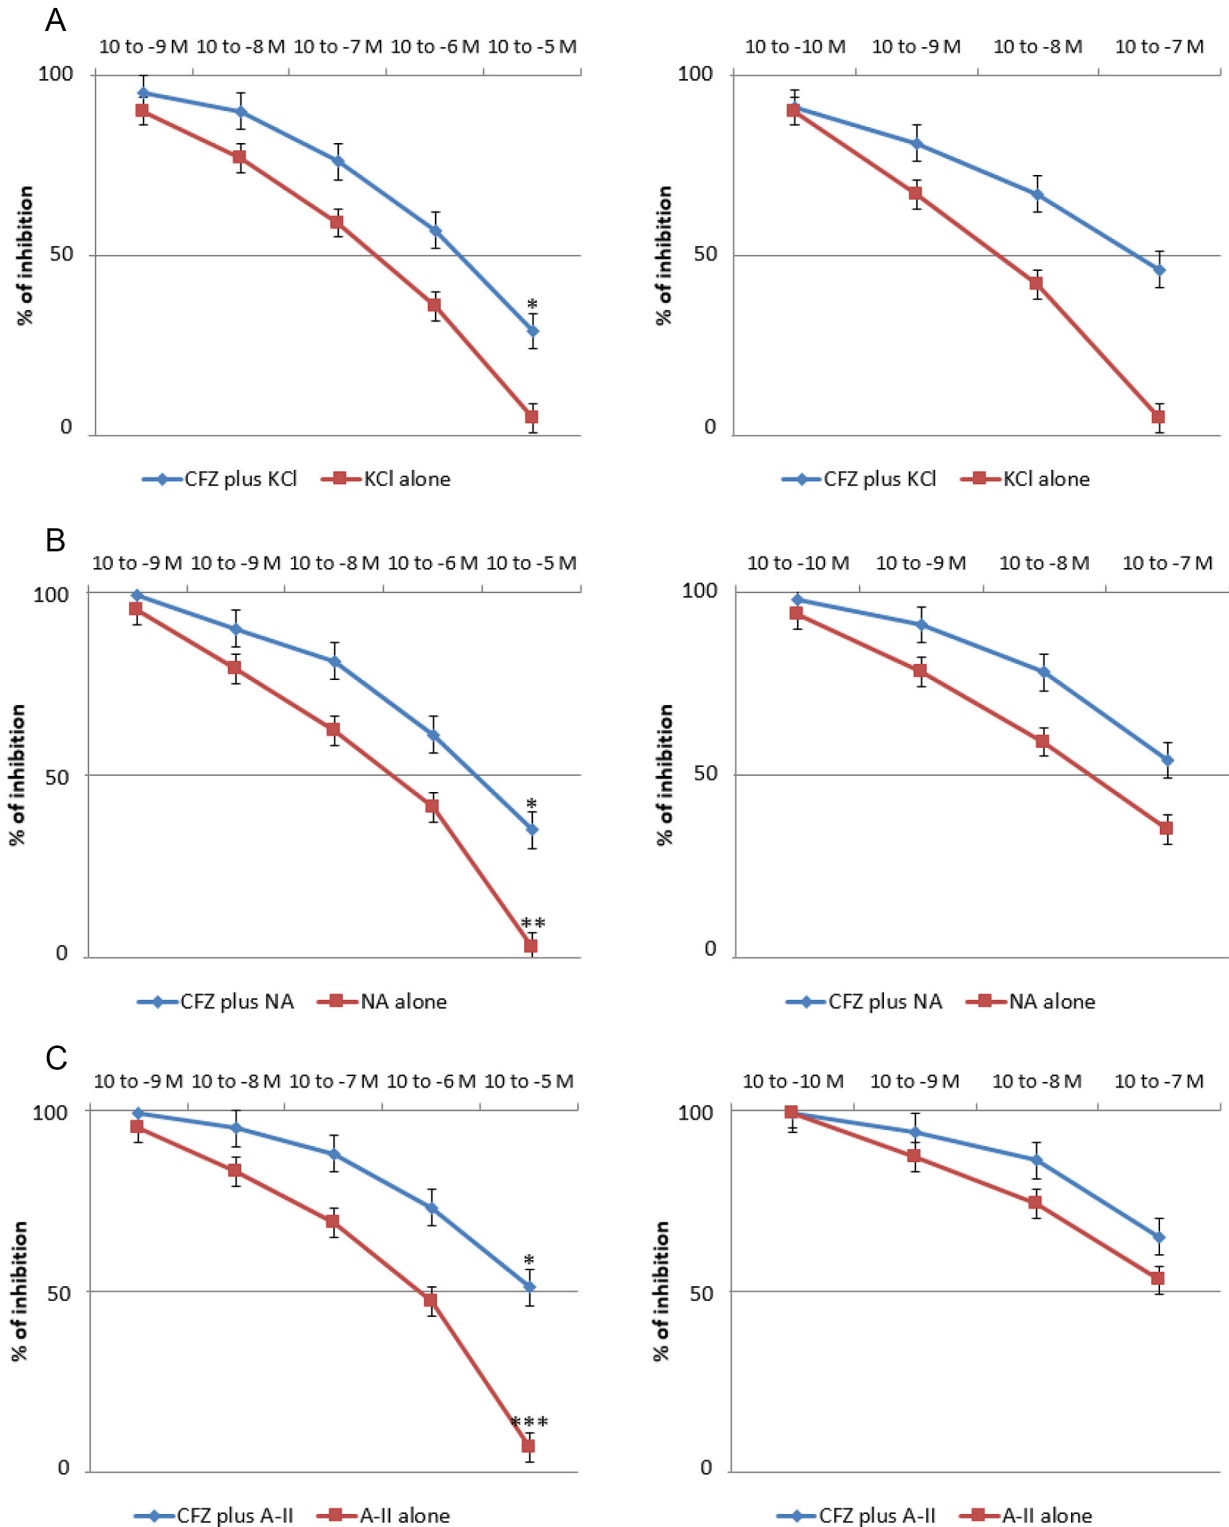 A
10 to -9 M 10 to -8 M 10 to -7 M 10 to -6 M 10 to -5 M
100
50
0
% of inhibition
*
CFZ plus KCl KCl alone
10 to -10 M 10 to -9 M 10 to -8 M 10 to -7 M
100
50
0
% of inhibition
CFZ plus KCl KCl alone
B
10 to -9 M 10 to -9 M 10 to -8 M 10 to -6 M 10 to -5 M
100
50
0
% of inhibition
*
**
CFZ plus NA NA alone
10 to -10 M 10 to -9 M 10 to -8 M 10 to -7 M
100
50
0
% of inhibition
CFZ plus NA NA alone
C
10 to -9 M 10 to -8 M 10 to -7 M 10 to -6 M 10 to -5 M
100
50
0
% of inhibition
*
***
CFZ plus A-II A-II alone
10 to -10 M 10 to -9 M 10 to -8 M 10 to -7 M
100
50
0
% of inhibition
CFZ plus A-II A-II alone